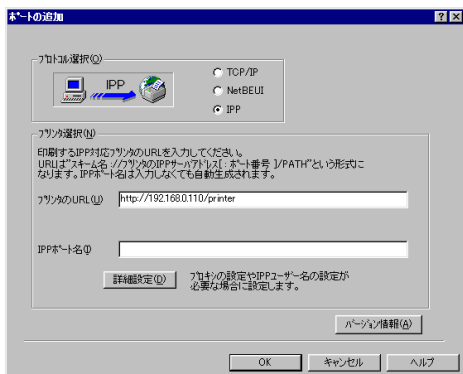 ﾎﾟｰﾄの追加
ﾌﾟﾛﾄｺﾙ選択(O)
IPP
TCP/IP
NetBEUI
IPP
ﾌﾟﾘﾝﾀ選択(N)
印刷するIPP対応ﾌﾟﾘﾝﾀのURLを入力してください。
URLは"ｽｷｰﾑ名://ﾌﾟﾘﾝﾀのIPPｻｰﾊﾞｱﾄﾞﾚｽ[:ﾎﾟｰﾄ番号]/PATH"という形式に
なります。IPPﾎﾟｰﾄ名は入力しなくても自動生成されます。
ﾌﾟﾘﾝﾀのURL(U)
http://192.168.0.110/printer
IPPﾎﾟｰﾄ名(I)
詳細設定(D)
ﾌﾟﾛｷｼの設定やIPPﾕｰｻﾞｰ名の設定が
必要な場合に設定します。
ﾊﾞｰｼﾞｮﾝ情報(A)
OK
ｷｬﾝｾﾙ
ﾍﾙﾌﾟ